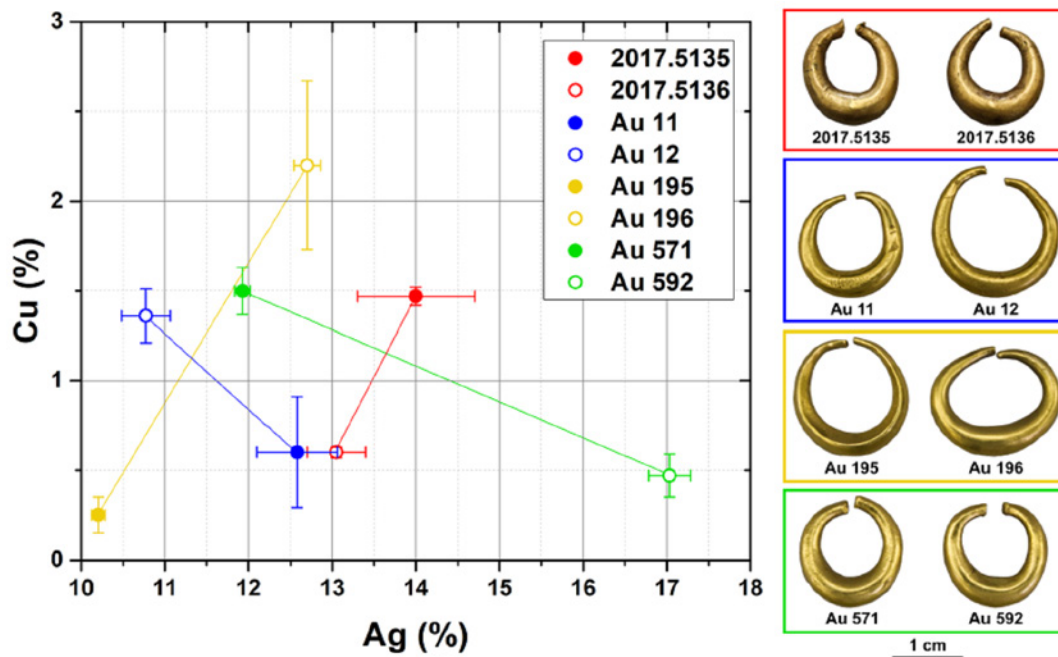 3
2
1
0
Cu (%)
10 11 12 13 14 15 16 17 18
Ag (%)
2017.5135
2017.5136
Au 11
Au 12
Au 195
Au 196
Au 571
Au 592
2017.5135 2017.5136
Au 11 Au 12
Au 195 Au 196
Au 571 Au 592
1 cm